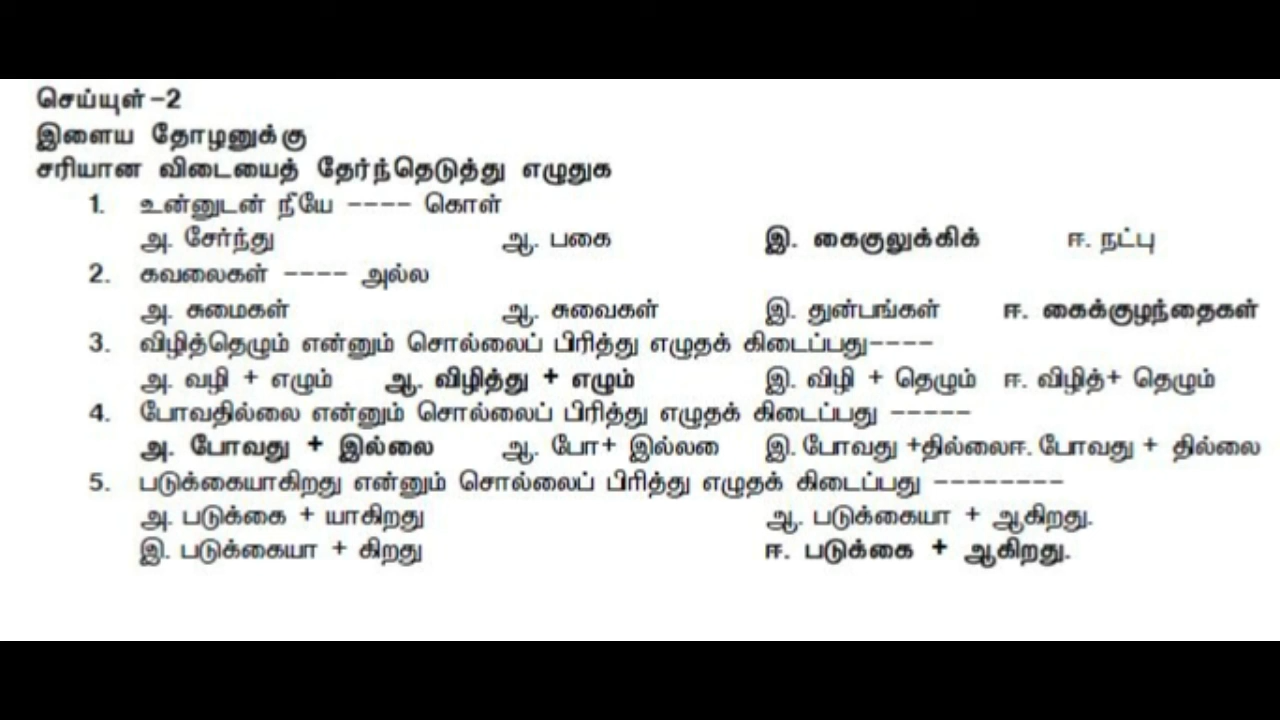 செய்யுள் -2
இளைய தோழனுக்கு
சரியான விடையைத் தேர்ந்தெடுத்து எழுதுக
1. உன்னுடன் நீயே ---- கொள்
அ. சேர்ந்து ஆ. பகை இ. கைகுலுக்கிக் ஈ. நட்பு
2. கவலைகள் ---- அல்ல
அ. சுமைகள் ஆ. சுவைகள் இ. துன்பங்கள் ஈ. கைக்குழந்தைகள்
3. விழித்தெழும் என்னும் சொல்லைப் பிரித்து எழுதக் கிடைப்பது----
அ. வழி + எழும் ஆ. விழித்து + எழும் இ. விழி + தெழும் ஈ. விழித்+ தெழும்
4. போவதில்லை என்னும் சொல்லைப் பிரித்து எழுதக் கிடைப்பது -----
அ. போவது + இல்லை ஆ. போ+ இல்லை இ. போவது +தில்லைஈ. போவது + தில்லை
5. படுக்கையாகிறது என்னும் சொல்லைப் பிரித்து எழுதக் கிடைப்பது --------
அ. படுக்கை + யாகிறது ஆ. படுக்கையா + ஆகிறது.
இ. படுக்கையா + கிறது ஈ. படுக்கை + ஆகிறது.